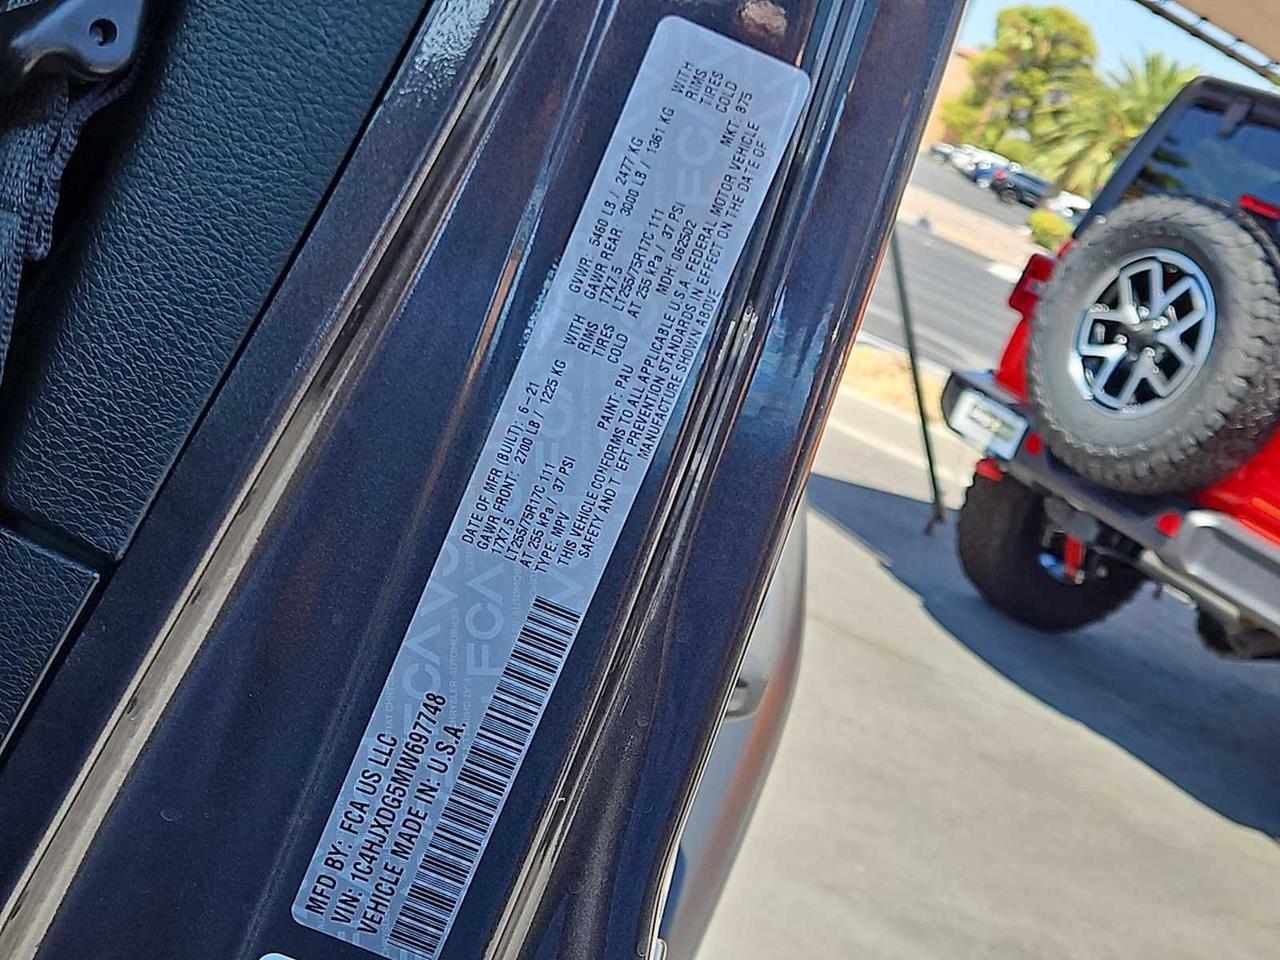 MFD BY: FCA US LLC
VIN: 1C4HJXDG5MW697748
VEHICLE MADE IN: U.S.A.
DATE OF MFR (BUILT): 6-21
GAWR FRONT: 2700 LB / 1225 KG WITH
17X7.5 RIMS
LT255/75R17C 111 TIRES
AT 255 kPa / 37 PSI COLD
TYPE: MPV PAINT: PAU
GVWR: 5460 LB / 2477 KG
GAWR REAR: 3000 LB / 1361 KG WITH
17X7.5 RIMS
LT255/75R17C 111 TIRES
AT 255 kPa / 37 PSI COLD
MDH: 062502 MKT: 875
THIS VEHICLE CONFORMS TO ALL APPLICABLE U.S.A. FEDERAL MOTOR VEHICLE
SAFETY AND THEFT PREVENTION STANDARDS IN EFFECT ON THE DATE OF
MANUFACTURE SHOWN ABOVE
FCA